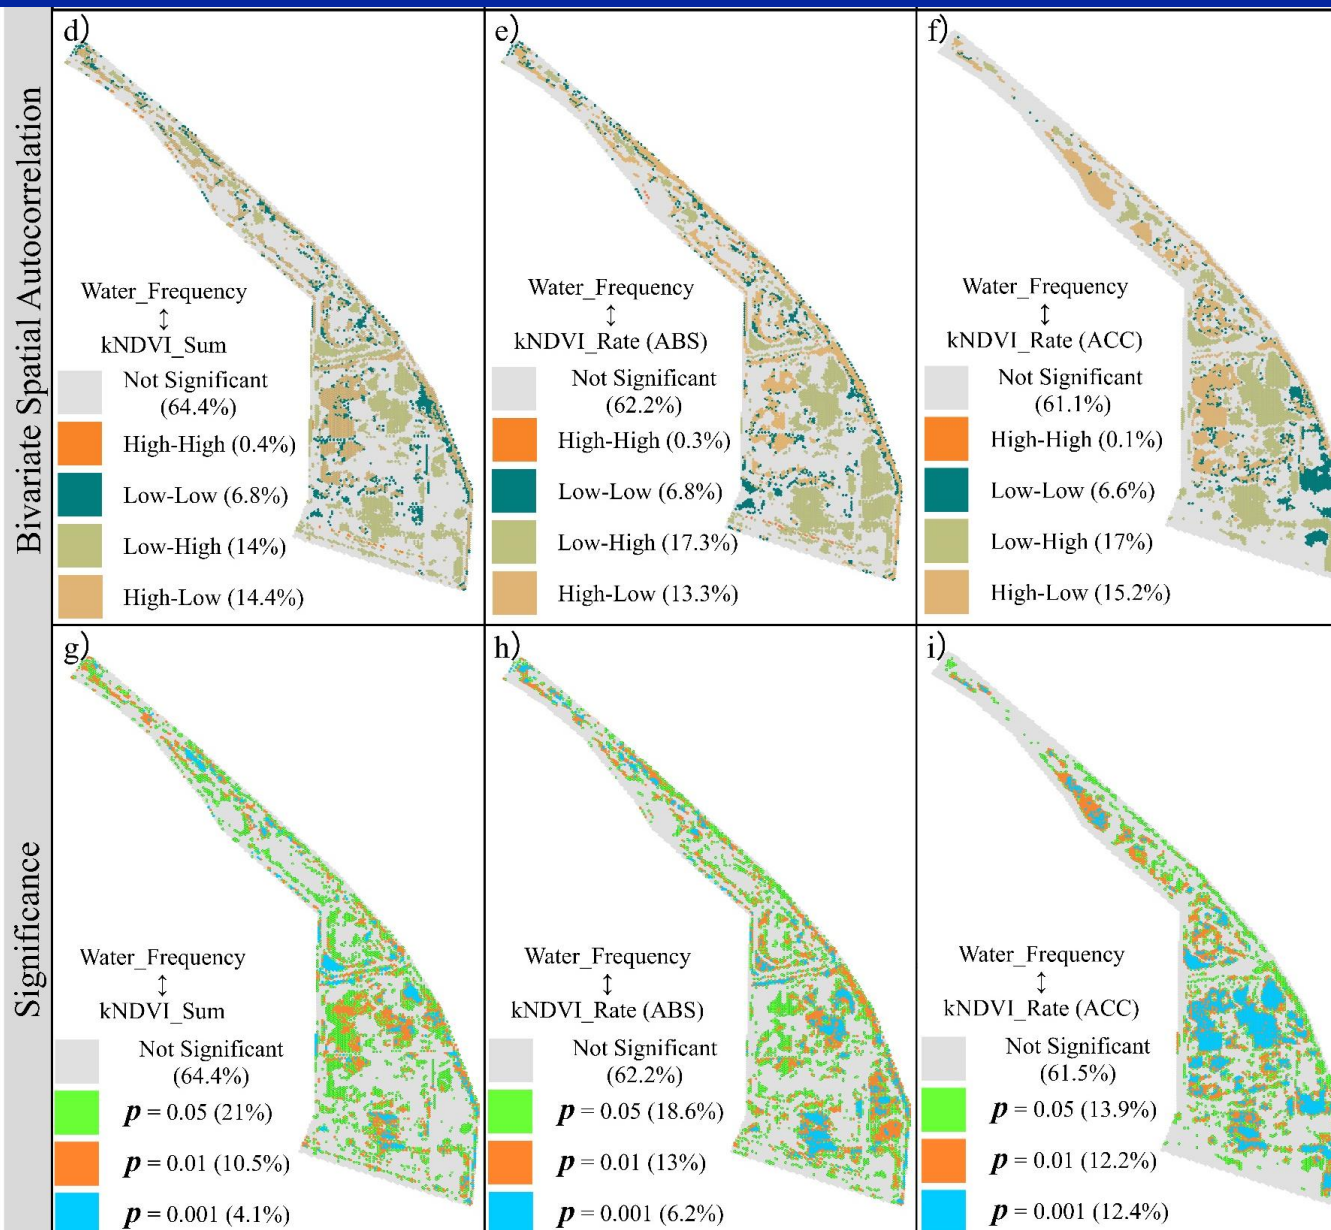 Bivariate Spatial Autocorrelation
d)
Water_Frequency
↕
kNDVI_Sum
Not Significant
(64.4%)
High-High (0.4%)
Low-Low (6.8%)
Low-High (14%)
High-Low (14.4%)
e)
Water_Frequency
↕
kNDVI_Rate (ABS)
Not Significant
(62.2%)
High-High (0.3%)
Low-Low (6.8%)
Low-High (17.3%)
High-Low (13.3%)
f)
Water_Frequency
↕
kNDVI_Rate (ACC)
Not Significant
(61.1%)
High-High (0.1%)
Low-Low (6.6%)
Low-High (17%)
High-Low (15.2%)
Significance
g)
Water_Frequency
↕
kNDVI_Sum
Not Significant
(64.4%)
p = 0.05 (21%)
p = 0.01 (10.5%)
p = 0.001 (4.1%)
h)
Water_Frequency
↕
kNDVI_Rate (ABS)
Not Significant
(62.2%)
p = 0.05 (18.6%)
p = 0.01 (13%)
p = 0.001 (6.2%)
i)
Water_Frequency
↕
kNDVI_Rate (ACC)
Not Significant
(61.5%)
p = 0.05 (13.9%)
p = 0.01 (12.2%)
p = 0.001 (12.4%)